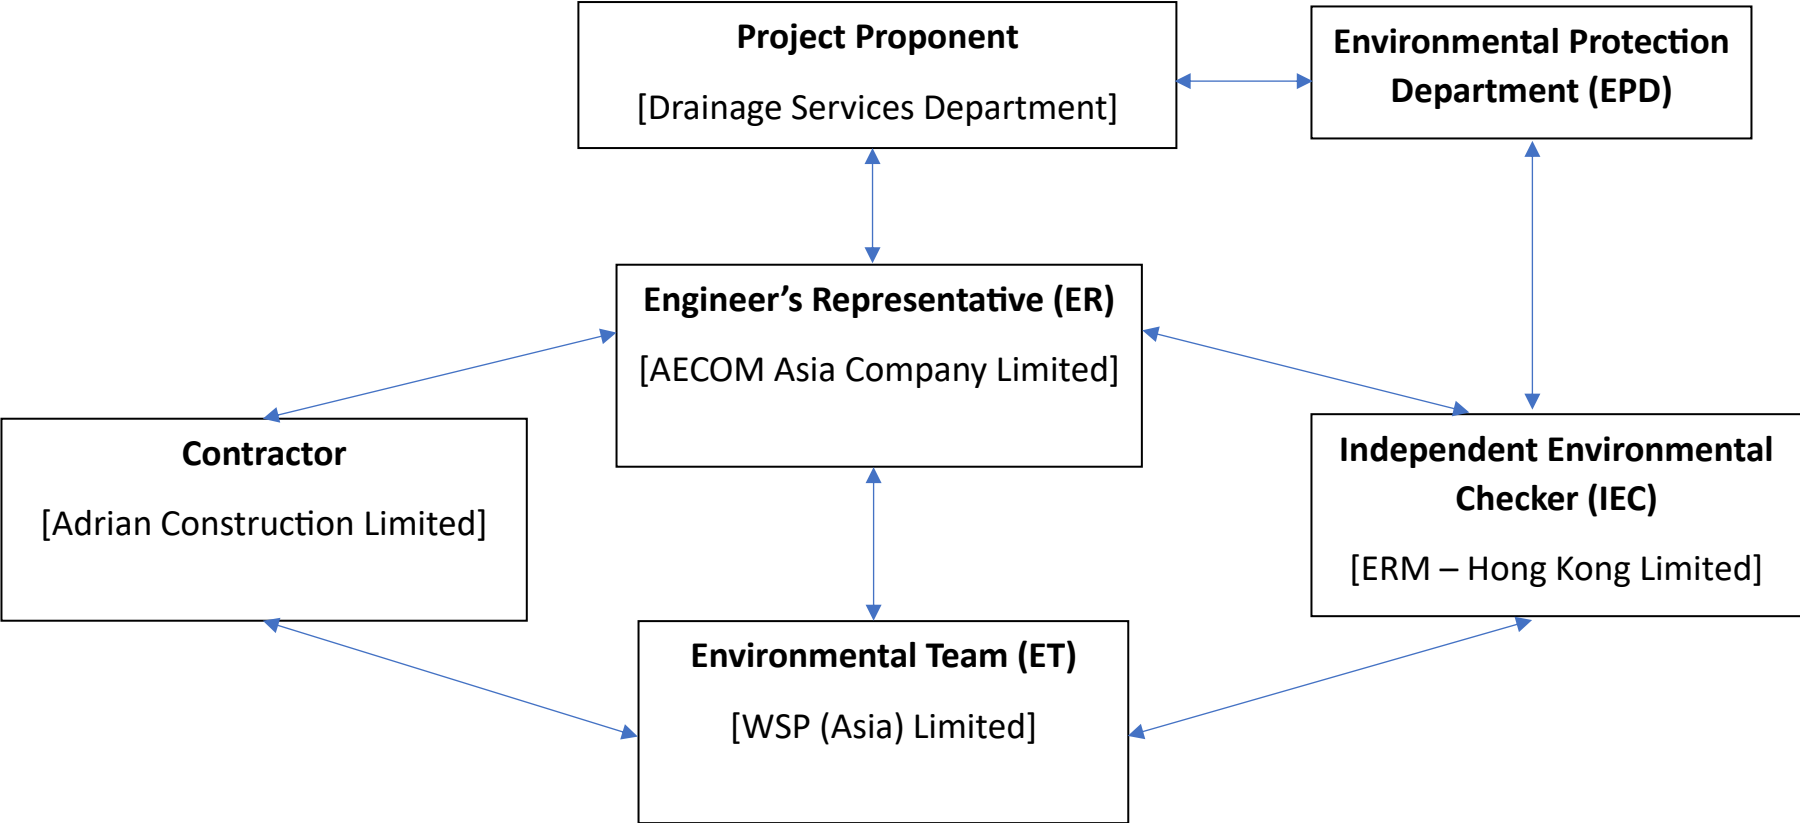 Project Proponent
[Drainage Services Department]
Environmental Protection
Department (EPD)
Engineer’s Representative (ER)
[AECOM Asia Company Limited]
Contractor
[Adrian Construction Limited]
Independent Environmental
Checker (IEC)
[ERM – Hong Kong Limited]
Environmental Team (ET)
[WSP (Asia) Limited]